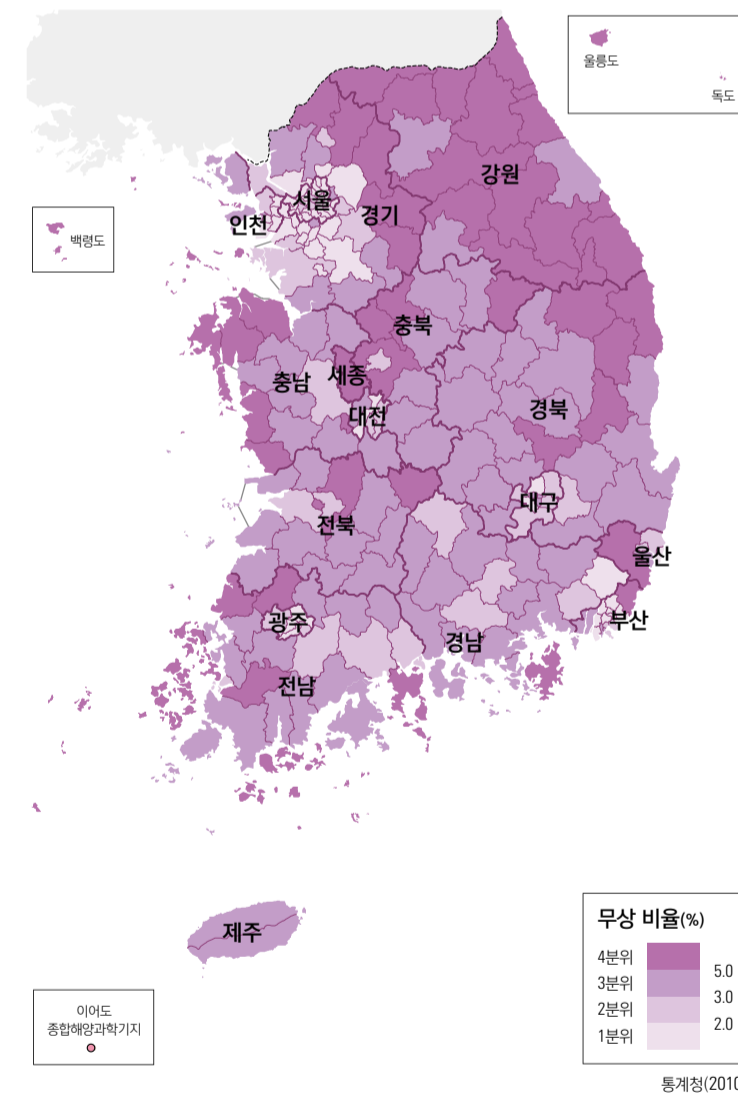 울릉도
독도
강원
서울
경기
인천
백령도
충북
충남
세종
대전
경북
대구
전북
울산
광주
부산
경남
전남
제주
무상 비율(%)
4분위
5.0
3분위
3.0
2분위
2.0
1분위
이어도
종합해양과학기지
통계청(2010